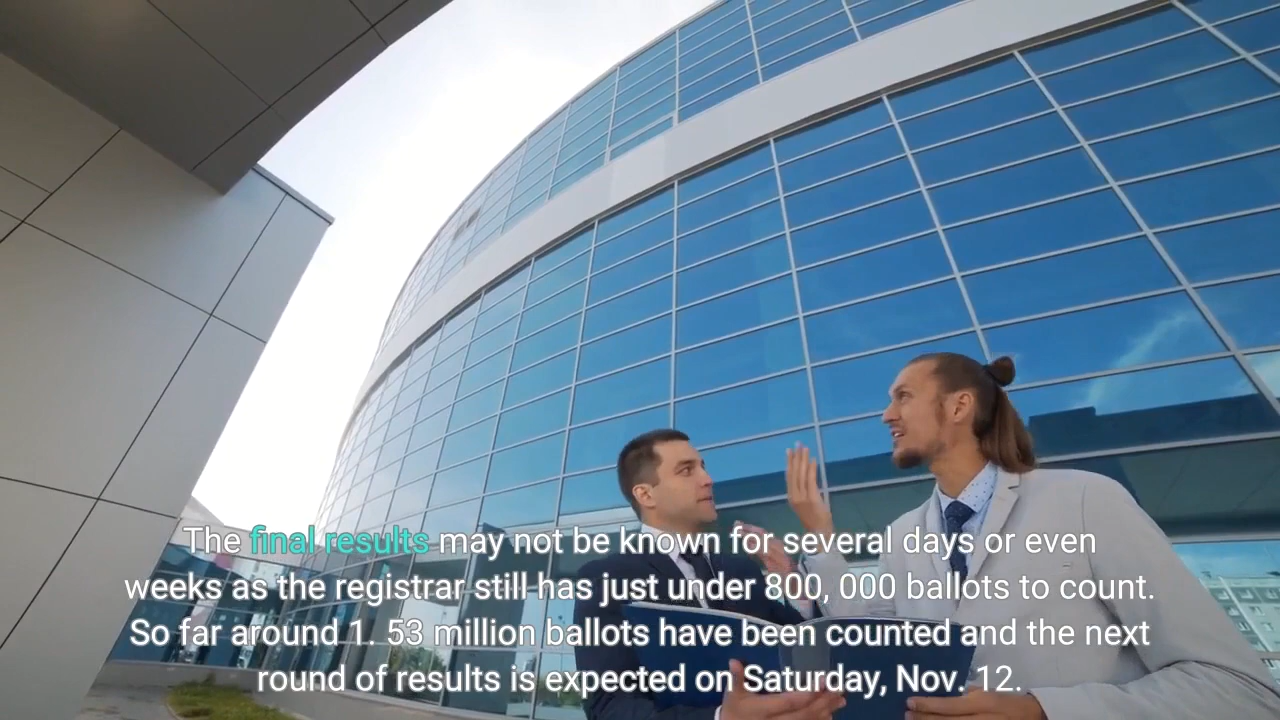 The final results may not be known for several days or even
weeks as the registrar still has just under 800, 000 ballots to count.
So far around 1. 53 million ballots have been counted and the next
round of results is expected on Saturday, Nov. 12.